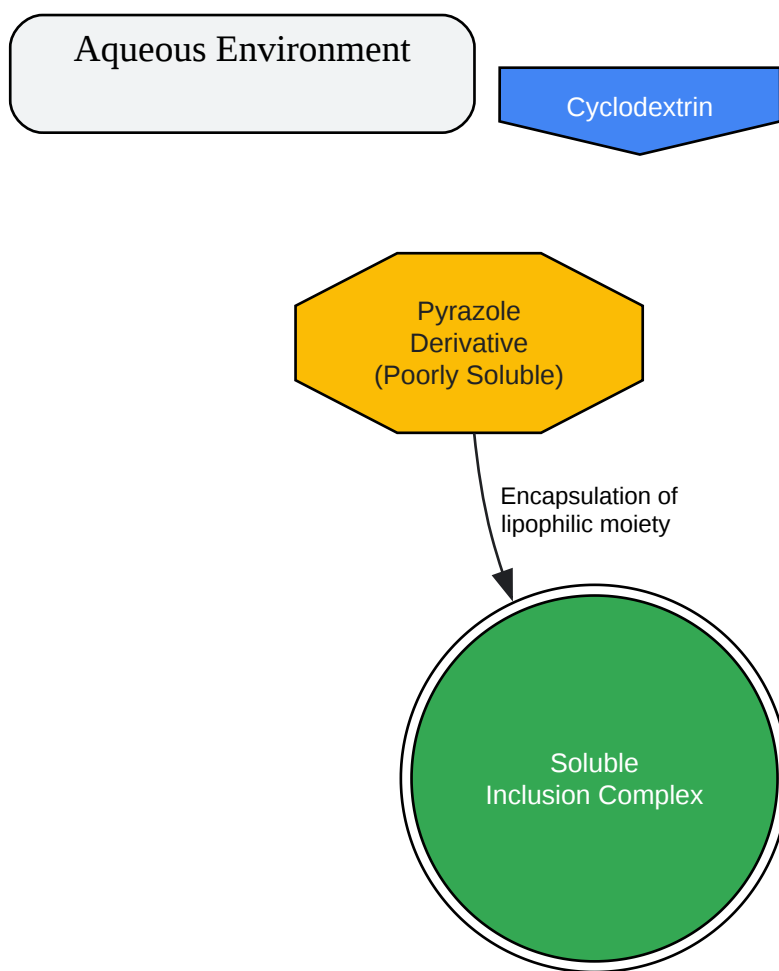 Aqueous Environment
Cyclodextrin
Pyrazole
Derivative
(Poorly Soluble)
Encapsulation of
lipophilic moiety
Soluble
Inclusion Complex